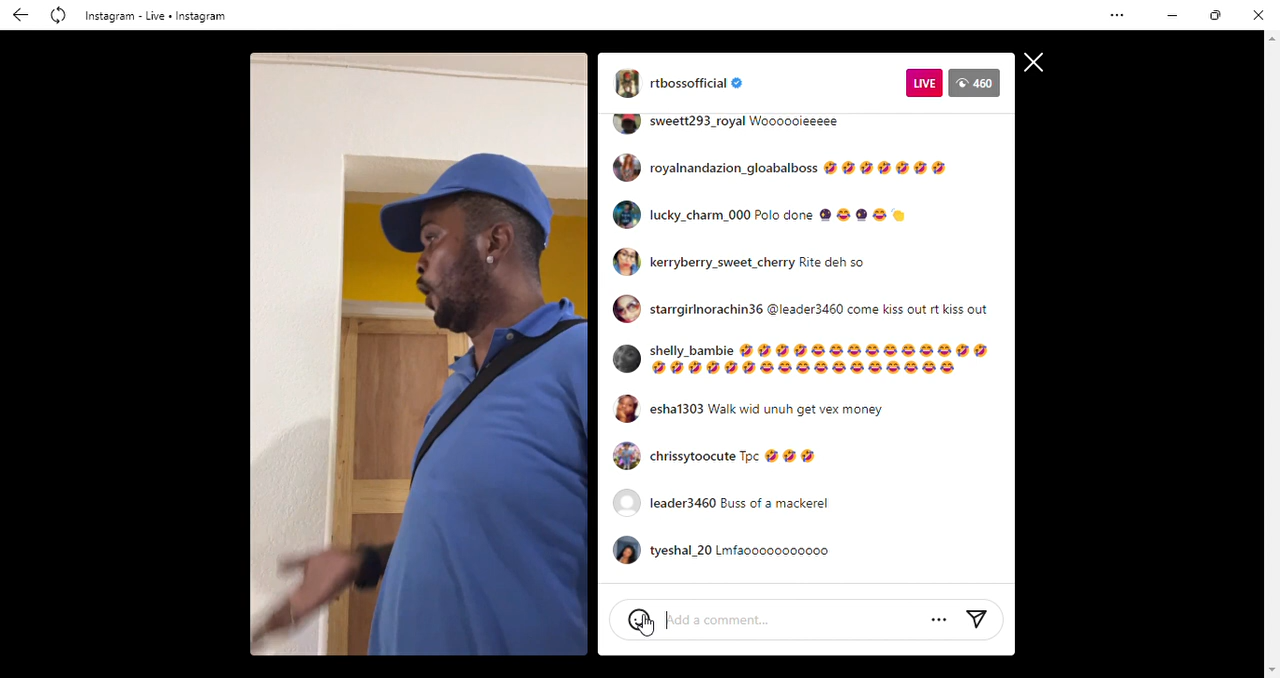 Instagram - Live • Instagram
rtbossofficial
LIVE
460
sweett293_royal Woooooieeeee
royalnandazion_gloabalboss 🤣🤣🤣🤣🤣🤣🤣
lucky_charm_000 Polo done 🔮😂🔮😂👏
kerryberry_sweet_cherry Rite deh so
starrgirlnorachin36 @leader3460 come kiss out rt kiss out
shelly_bambie 🤣🤣🤣🤣😂😂😂😂😂😂😂😂🤣🤣
🤣🤣🤣🤣🤣🤣😂😂😂😂😂😂😂😂😂😂😂
esha1303 Walk wid unuh get vex money
chrissytoocute Tpc 🤣🤣🤣
leader3460 Buss of a mackerel
tyeshal_20 Lmfaooooooooooo
Add a comment...